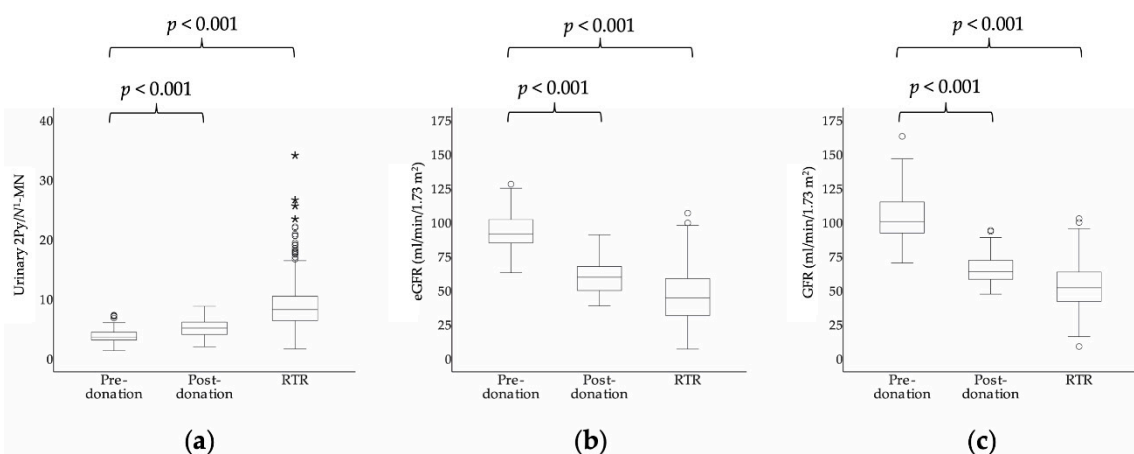 p < 0.001
p < 0.001
40
30
20
10
0
Urinary 2Py/N¹-MN
Pre-
donation
Post-
donation
RTR
(a)
p < 0.001
p < 0.001
175
150
125
100
75
50
25
0
eGFR (ml/min/1.73 m²)
Pre-
donation
Post-
donation
RTR
(b)
p < 0.001
p < 0.001
175
150
125
100
75
50
25
0
GFR (ml/min/1.73 m²)
Pre-
donation
Post-
donation
RTR
(c)